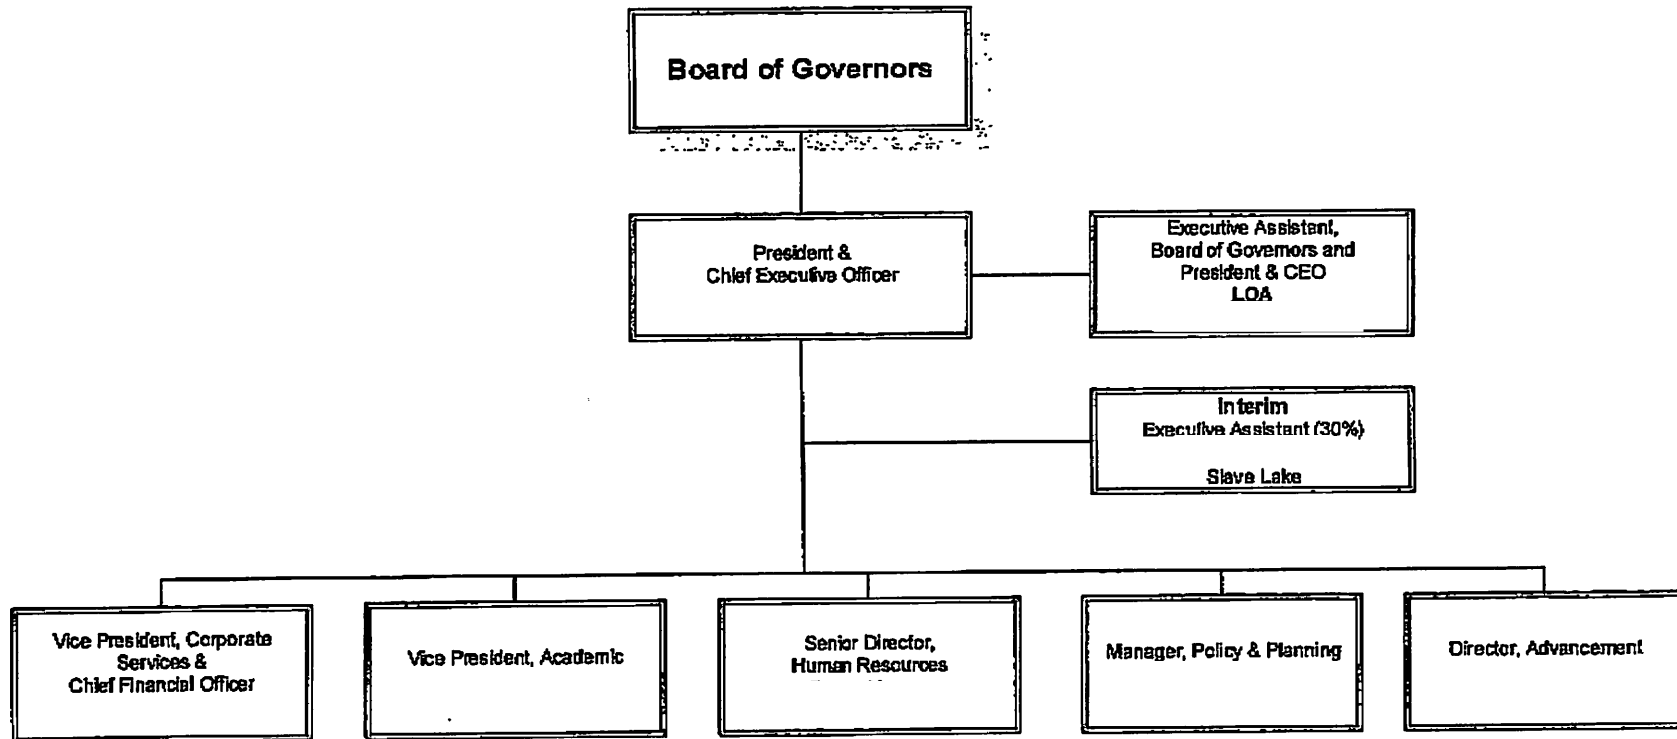 Board of Governors
President &
Chief Executive Officer
Executive Assistant,
Board of Governors and
President & CEO
LOA
Interim
Executive Assistant (30%)
Slave Lake
Vice President, Corporate
Services &
Chief Financial Officer
Vice President, Academic
Senior Director,
Human Resources
Manager, Policy & Planning
Director, Advancement